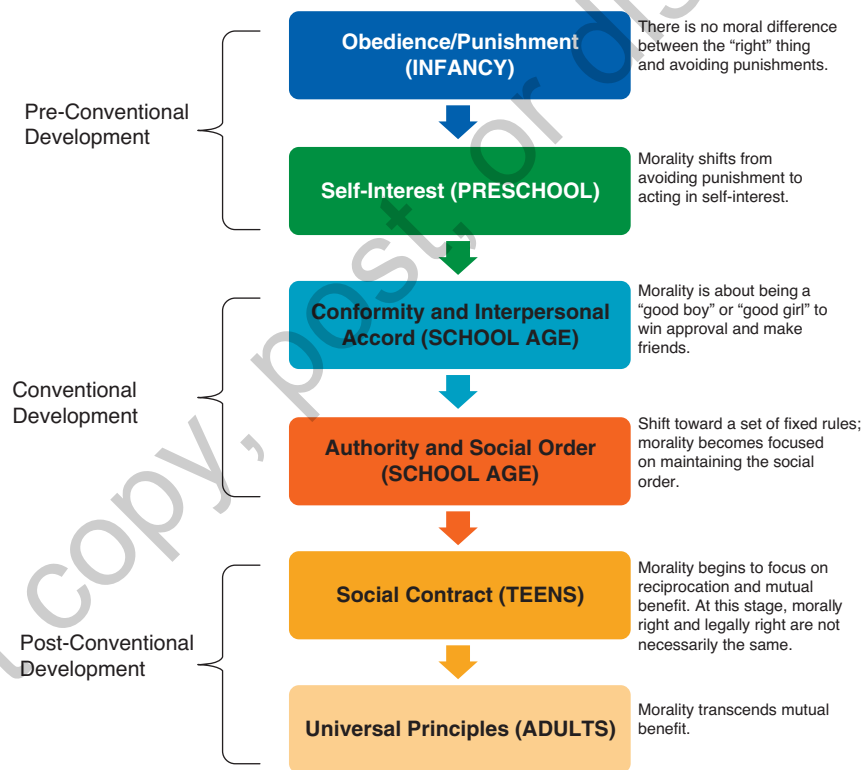 Pre-Conventional
Development
Obedience/Punishment
(INFANCY)
There is no moral difference
between the “right” thing
and avoiding punishments.
Self-Interest (PRESCHOOL)
Morality shifts from
avoiding punishment to
acting in self-interest.
Conventional
Development
Conformity and Interpersonal
Accord (SCHOOL AGE)
Morality is about being a
“good boy” or “good girl” to
win approval and make
friends.
Authority and Social Order
(SCHOOL AGE)
Shift toward a set of fixed rules;
morality becomes focused
on maintaining the social
order.
Post-Conventional
Development
Social Contract (TEENS)
Morality begins to focus on
reciprocation and mutual
benefit. At this stage, morally
right and legally right are not
necessarily the same.
Universal Principles (ADULTS)
Morality transcends mutual
benefit.
copy, post, or